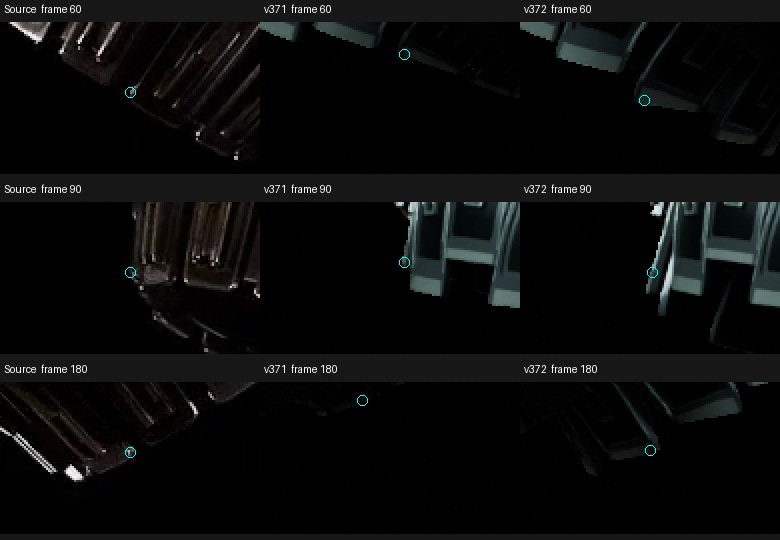 Source frame 60
v371 frame 60
v372 frame 60
Source frame 90
v371 frame 90
v372 frame 90
Source frame 180
v371 frame 180
v372 frame 180